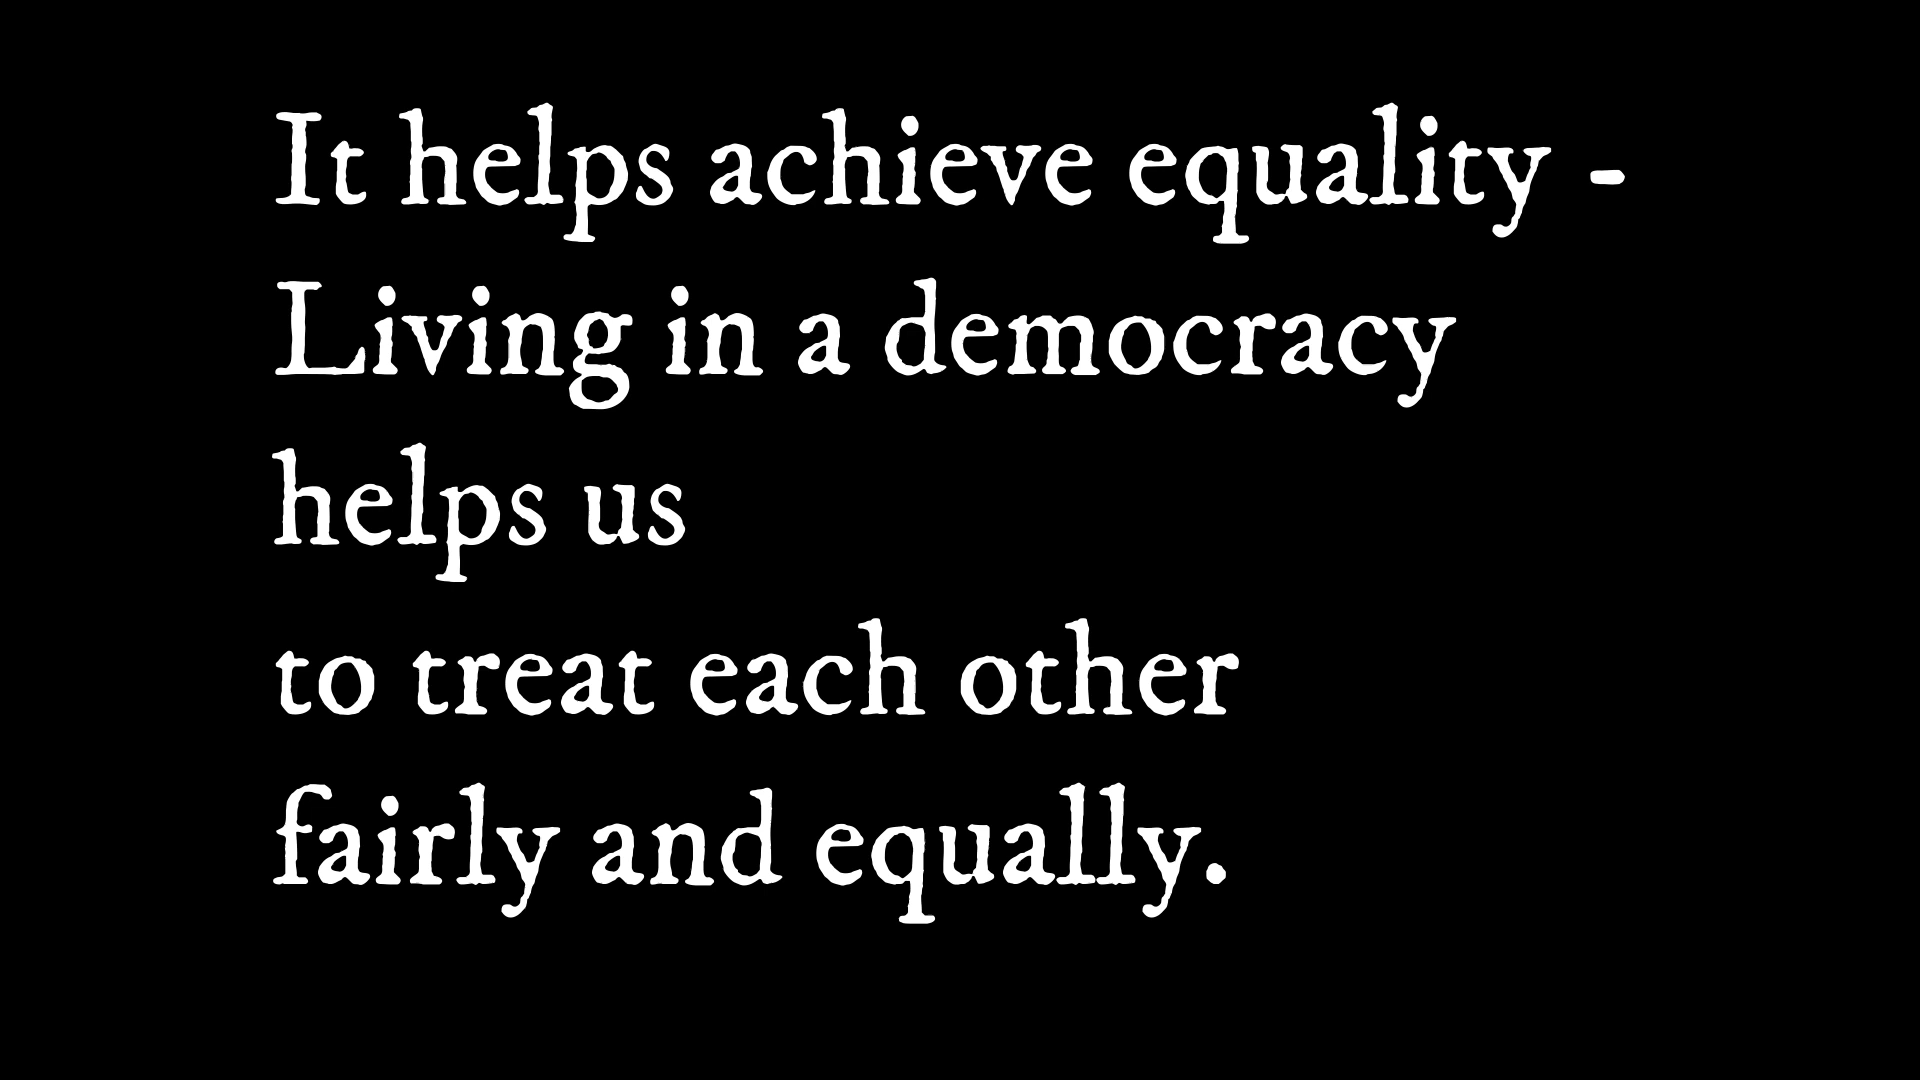 It helps achieve equality -
Living in a democracy
helps us
to treat each other
fairly and equally.